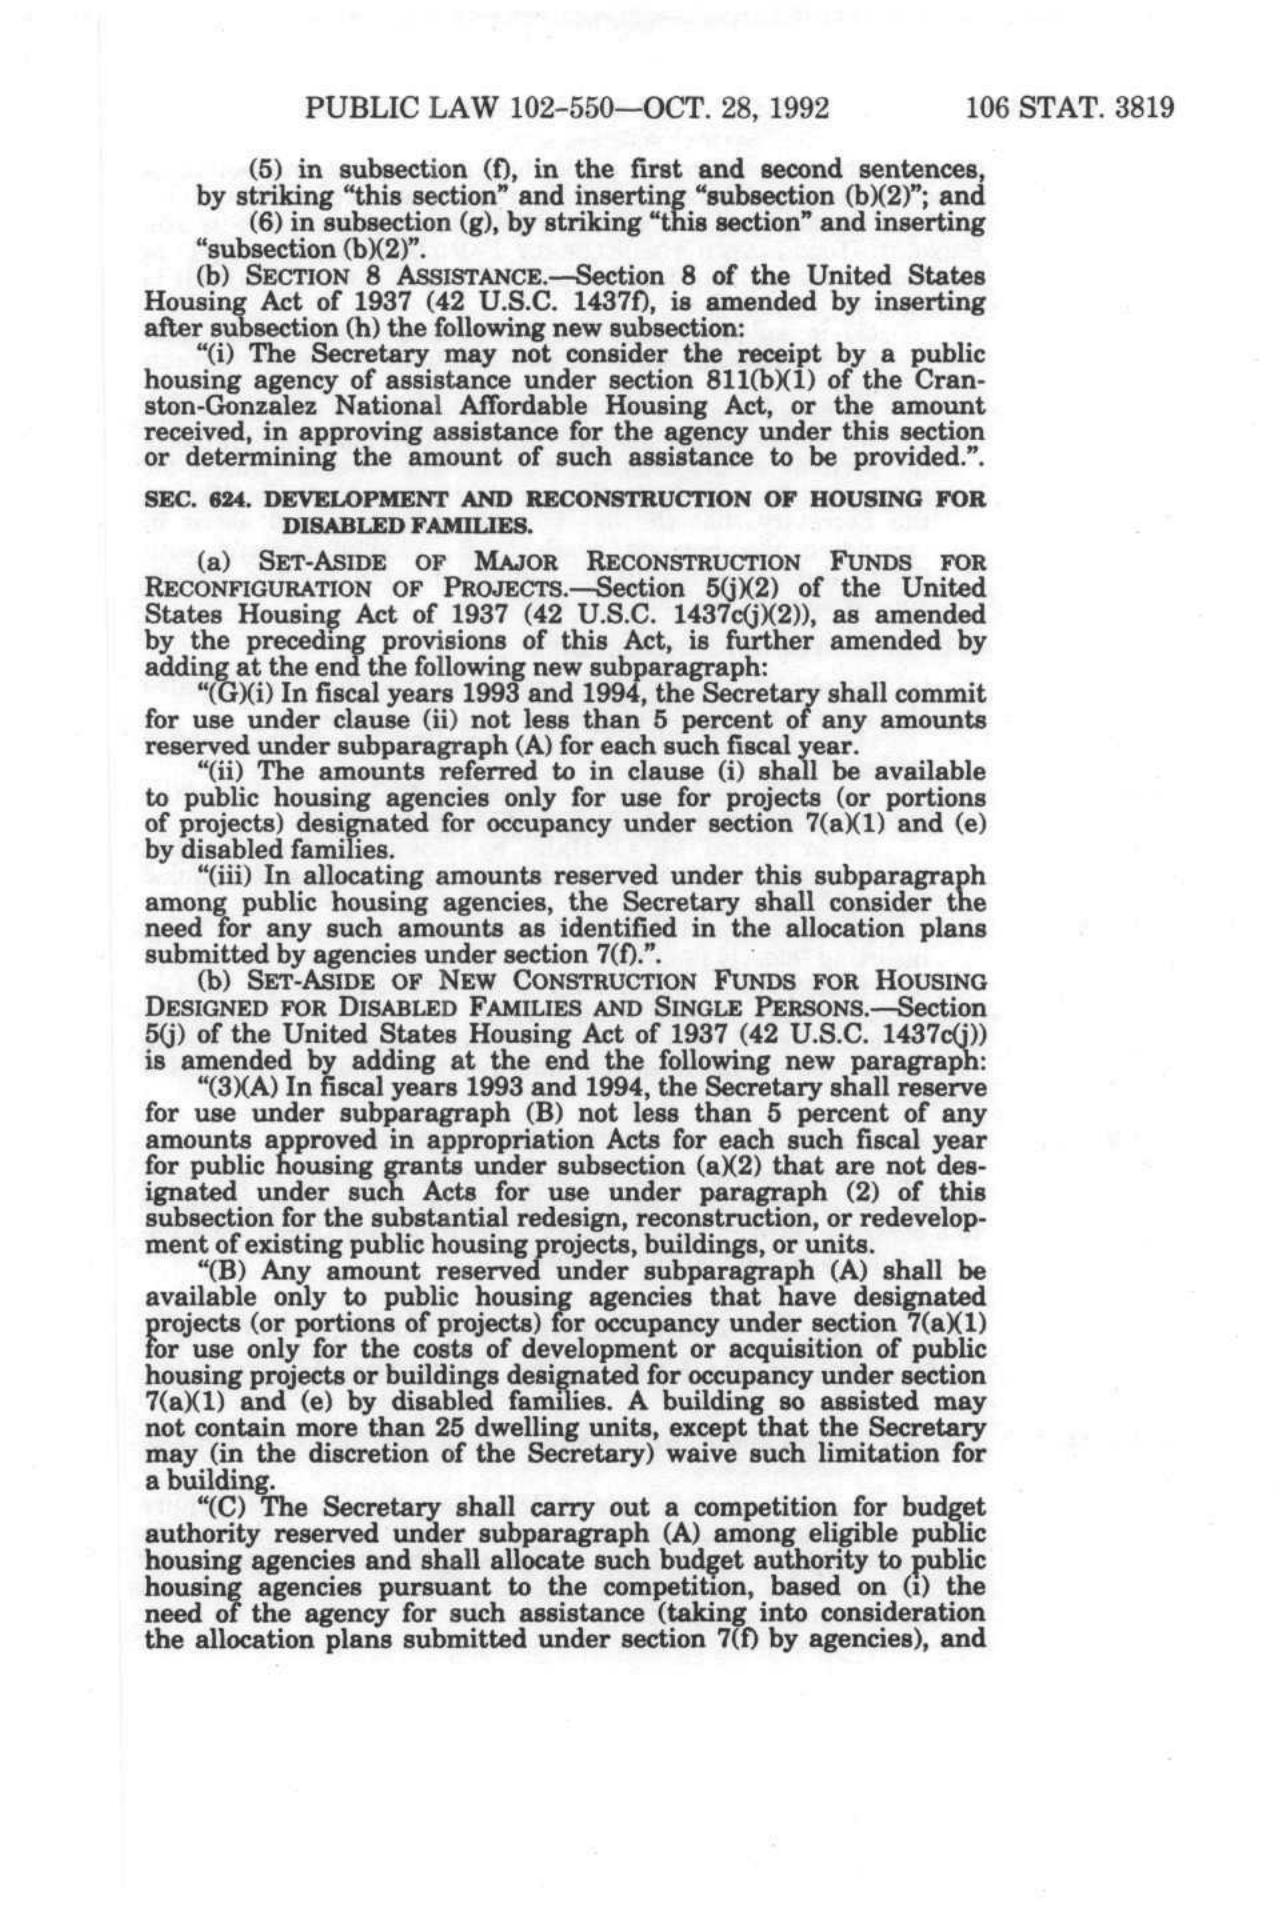 PUBLIC LAW 102–550—OCT. 28, 1992 106 STAT. 3819
(5) in subsection (f), in the first and second sentences,
by striking “this section” and inserting “subsection (b)(2)”; and
(6) in subsection (g), by striking “this section” and inserting
“subsection (b)(2)”.
(b) SECTION 8 ASSISTANCE.—Section 8 of the United States
Housing Act of 1937 (42 U.S.C. 1437f), is amended by inserting
after subsection (h) the following new subsection:
“(i) The Secretary may not consider the receipt by a public
housing agency of assistance under section 811(b)(1) of the Cran-
ston-Gonzalez National Affordable Housing Act, or the amount
received, in approving assistance for the agency under this section
or determining the amount of such assistance to be provided.”.
SEC. 624. DEVELOPMENT AND RECONSTRUCTION OF HOUSING FOR
DISABLED FAMILIES.
(a) SET-ASIDE OF MAJOR RECONSTRUCTION FUNDS FOR
RECONFIGURATION OF PROJECTS.—Section 5(j)(2) of the United
States Housing Act of 1937 (42 U.S.C. 1437c(j)(2)), as amended
by the preceding provisions of this Act, is further amended by
adding at the end the following new subparagraph:
“(G)(i) In fiscal years 1993 and 1994, the Secretary shall commit
for use under clause (ii) not less than 5 percent of any amounts
reserved under subparagraph (A) for each such fiscal year.
“(ii) The amounts referred to in clause (i) shall be available
to public housing agencies only for use for projects (or portions
of projects) designated for occupancy under section 7(a)(1) and (e)
by disabled families.
“(iii) In allocating amounts reserved under this subparagraph
among public housing agencies, the Secretary shall consider the
need for any such amounts as identified in the allocation plans
submitted by agencies under section 7(f).”.
(b) SET-ASIDE OF NEW CONSTRUCTION FUNDS FOR HOUSING
DESIGNED FOR DISABLED FAMILIES AND SINGLE PERSONS.—Section
5(j) of the United States Housing Act of 1937 (42 U.S.C. 1437c(j))
is amended by adding at the end the following new paragraph:
“(3)(A) In fiscal years 1993 and 1994, the Secretary shall reserve
for use under subparagraph (B) not less than 5 percent of any
amounts approved in appropriation Acts for each such fiscal year
for public housing grants under subsection (a)(2) that are not des-
ignated under such Acts for use under paragraph (2) of this
subsection for the substantial redesign, reconstruction, or redevelop-
ment of existing public housing projects, buildings, or units.
“(B) Any amount reserved under subparagraph (A) shall be
available only to public housing agencies that have designated
projects (or portions of projects) for occupancy under section 7(a)(1)
for use only for the costs of development or acquisition of public
housing projects or buildings designated for occupancy under section
7(a)(1) and (e) by disabled families. A building so assisted may
not contain more than 25 dwelling units, except that the Secretary
may (in the discretion of the Secretary) waive such limitation for
a building.
“(C) The Secretary shall carry out a competition for budget
authority reserved under subparagraph (A) among eligible public
housing agencies and shall allocate such budget authority to public
housing agencies pursuant to the competition, based on (i) the
need of the agency for such assistance (taking into consideration
the allocation plans submitted under section 7(f) by agencies), and